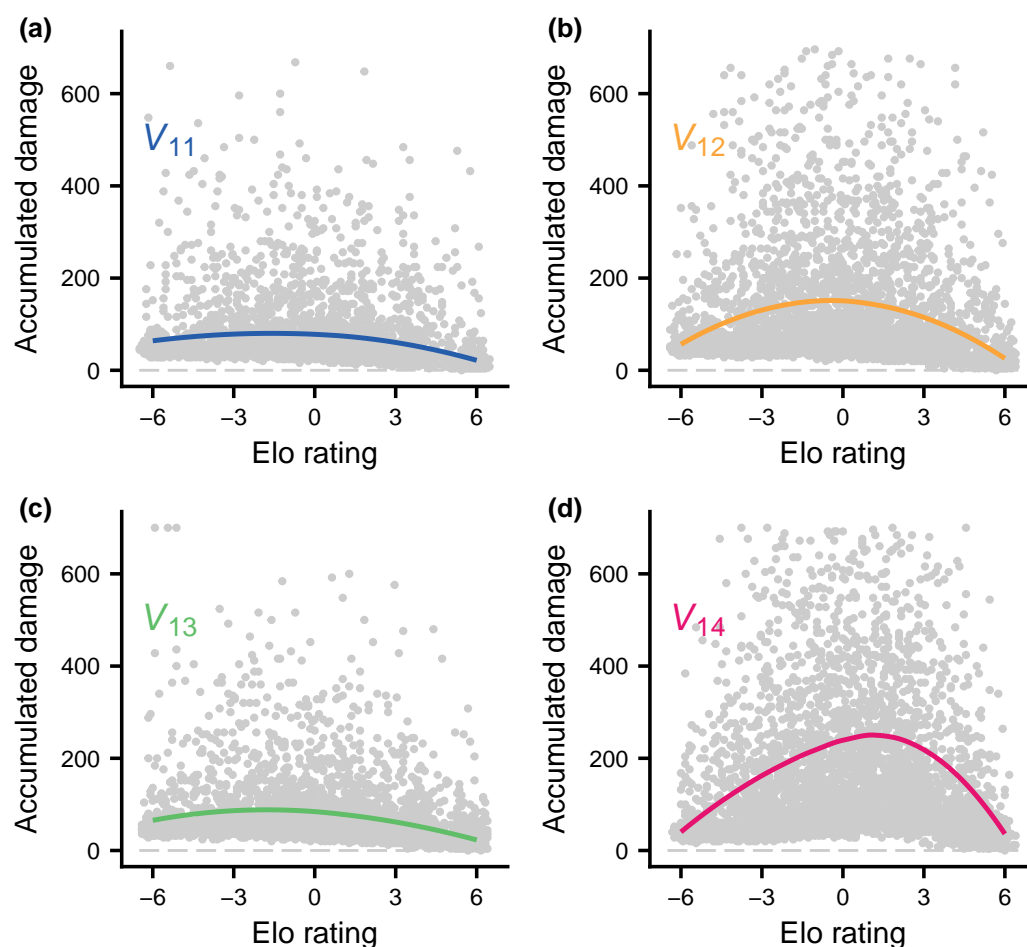 (a)
Accumulated damage
600
400
200
0
V11
−6 −3 0 3 6
Elo rating
(b)
Accumulated damage
600
400
200
0
V12
−6 −3 0 3 6
Elo rating
(c)
Accumulated damage
600
400
200
0
V13
−6 −3 0 3 6
Elo rating
(d)
Accumulated damage
600
400
200
0
V14
−6 −3 0 3 6
Elo rating